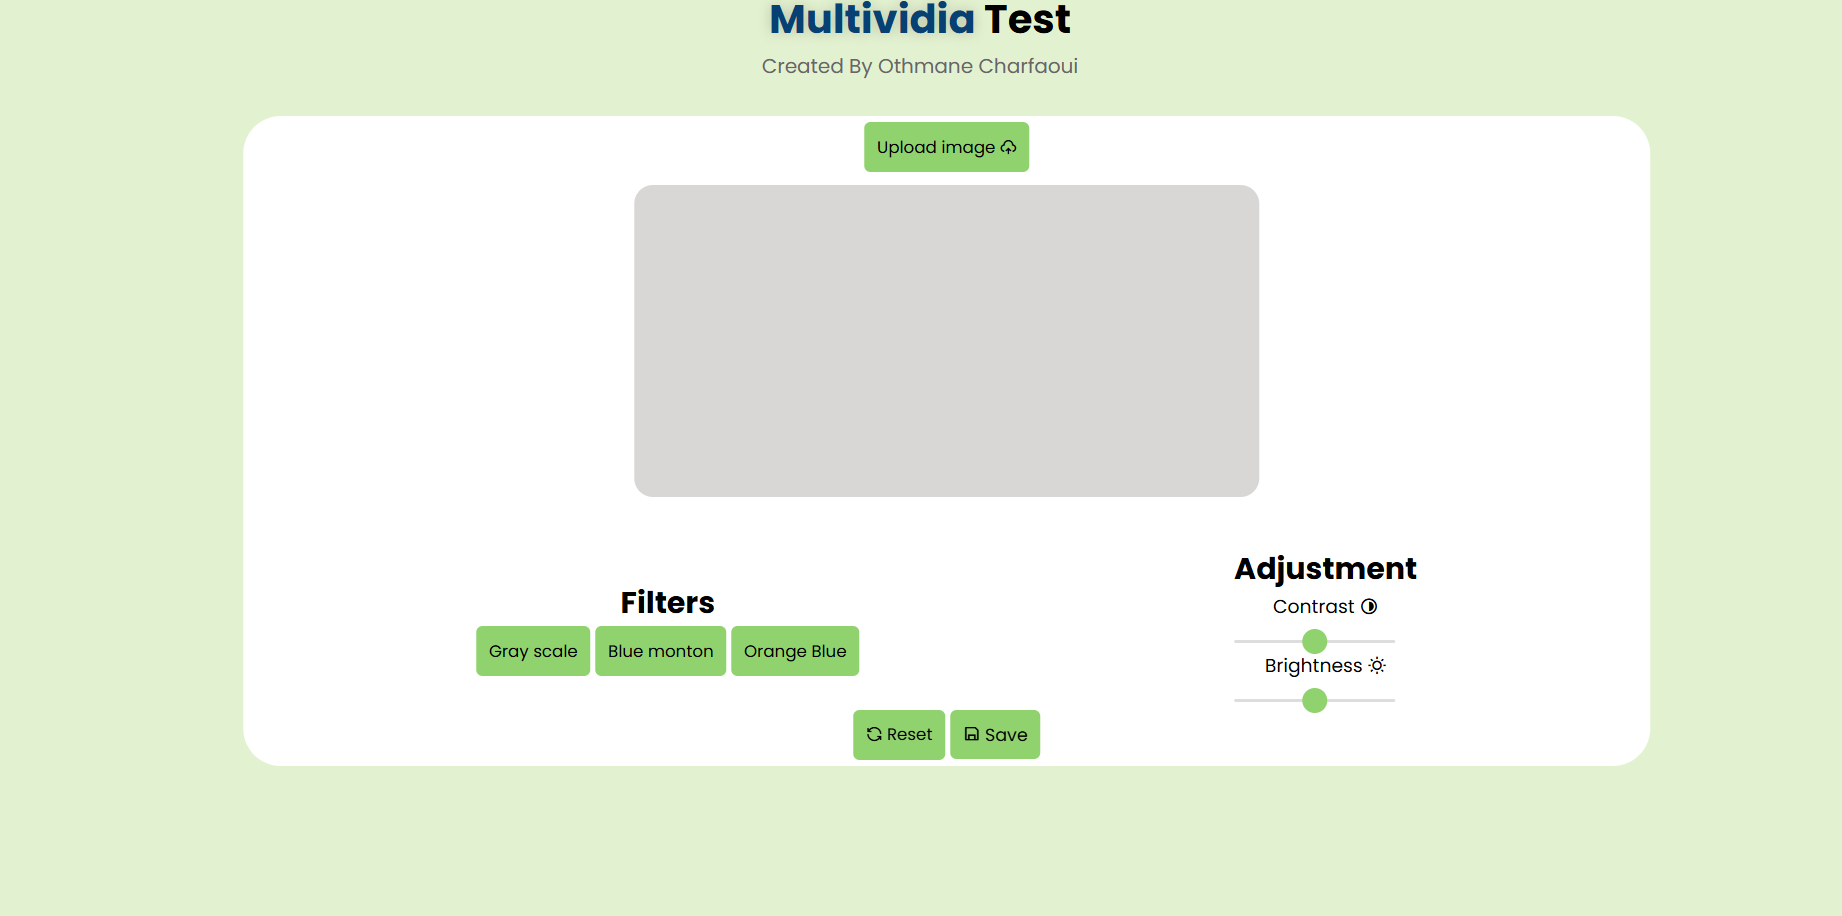 Multividia Test
Created By Othmane Charfaoui
Upload image
Filters
Gray scale
Blue monton
Orange Blue
Adjustment
Contrast
Brightness
Reset
Save